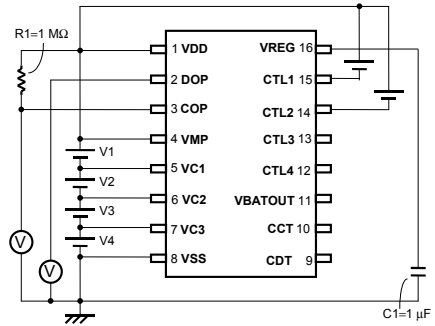 R1=1 MΩ
1 VDD
VREG 16
2 DOP
CTL1 15
3 COP
CTL2 14
4 VMP
CTL3 13
V1
5 VC1
CTL4 12
V2
6 VC2
VBATOUT 11
V3
7 VC3
CCT 10
V4
8 VSS
CDT 9
V
V
C1=1 μF